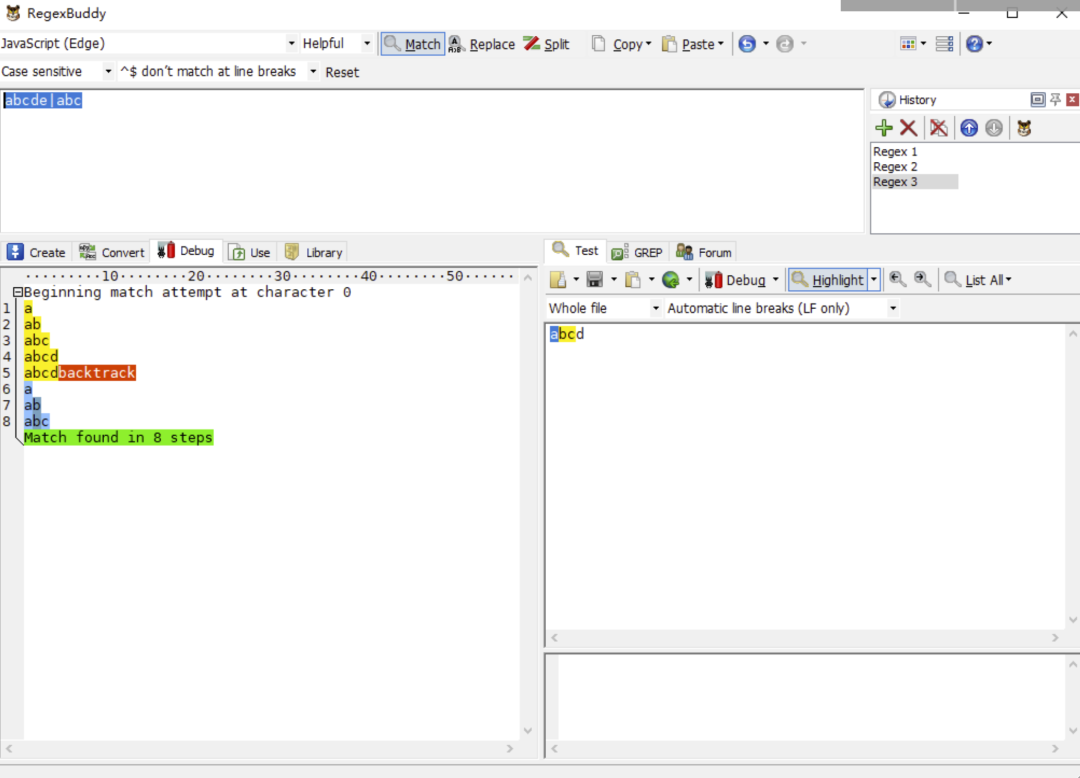 RegexBuddy
JavaScript (Edge) Helpful Match Replace Split Copy Paste
Case sensitive ^$ don't match at line breaks Reset
abcde|abc
History
Regex 1
Regex 2
Regex 3
Create Convert Debug Use Library
·········10········20········30········40········50······
Beginning match attempt at character 0
1 a
2 ab
3 abc
4 abcd
5 abcdbacktrack
6 a
7 ab
8 abc
Match found in 8 steps
Test GREP Forum
Debug Highlight List All
Whole file Automatic line breaks (LF only)
abcd